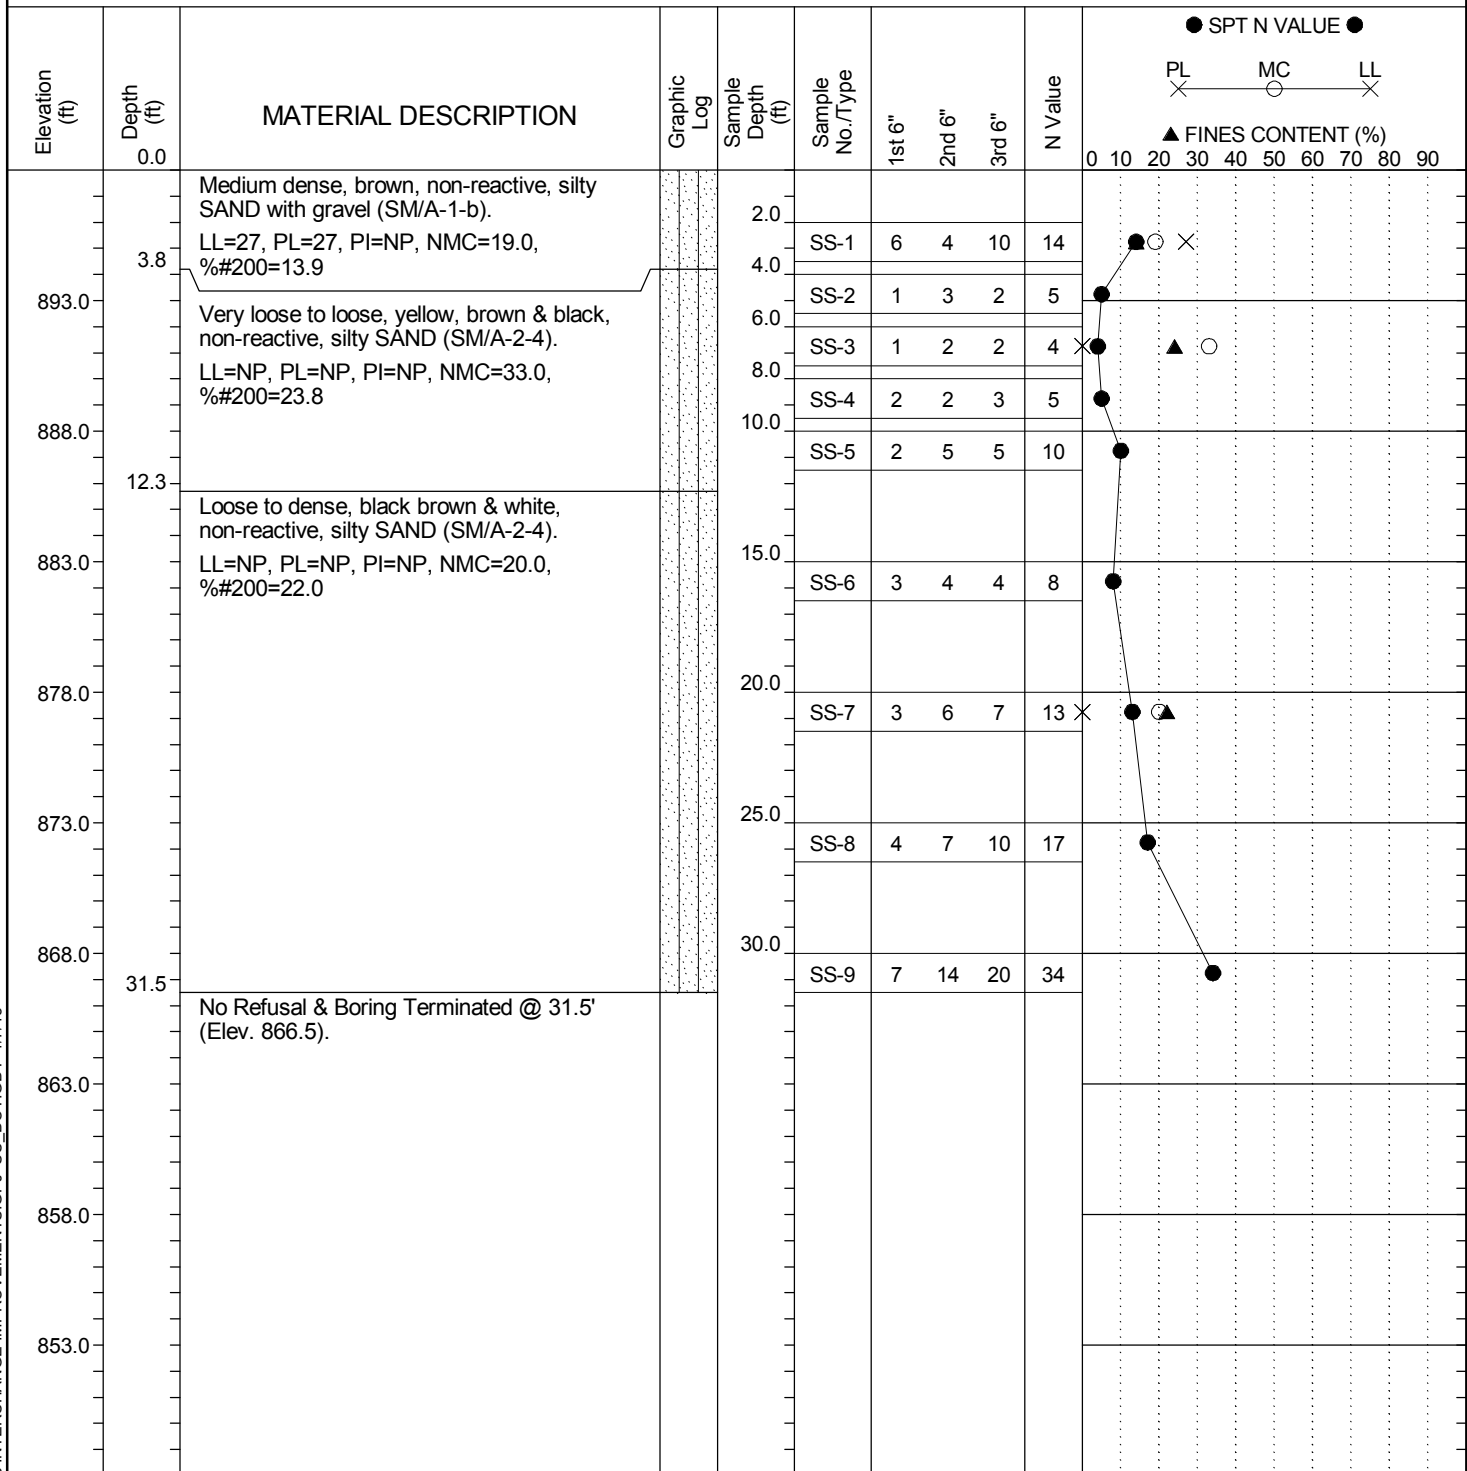 ● SPT N VALUE ●
PL MC LL
▲ FINES CONTENT (%)
0 10 20 30 40 50 60 70 80 90
Elevation
(ft)
Depth
(ft)
0.0
MATERIAL DESCRIPTION
Graphic
Log
Sample
Depth
(ft)
Sample
No./Type
1st 6"
2nd 6"
3rd 6"
N Value
Medium dense, brown, non-reactive, silty
SAND with gravel (SM/A-1-b).
2.0
LL=27, PL=27, PI=NP, NMC=19.0,
%#200=13.9
SS-1 6 4 10 14
3.8
4.0
893.0
SS-2 1 3 2 5
Very loose to loose, yellow, brown & black,
non-reactive, silty SAND (SM/A-2-4).
6.0
SS-3 1 2 2 4
LL=NP, PL=NP, PI=NP, NMC=33.0,
%#200=23.8
8.0
SS-4 2 2 3 5
10.0
888.0
SS-5 2 5 5 10
12.3
Loose to dense, black brown & white,
non-reactive, silty SAND (SM/A-2-4).
15.0
883.0
LL=NP, PL=NP, PI=NP, NMC=20.0,
%#200=22.0
SS-6 3 4 4 8
20.0
878.0
SS-7 3 6 7 13
25.0
873.0
SS-8 4 7 10 17
30.0
868.0
31.5
SS-9 7 14 20 34
No Refusal & Boring Terminated @ 31.5'
(Elev. 866.5).
863.0
858.0
853.0